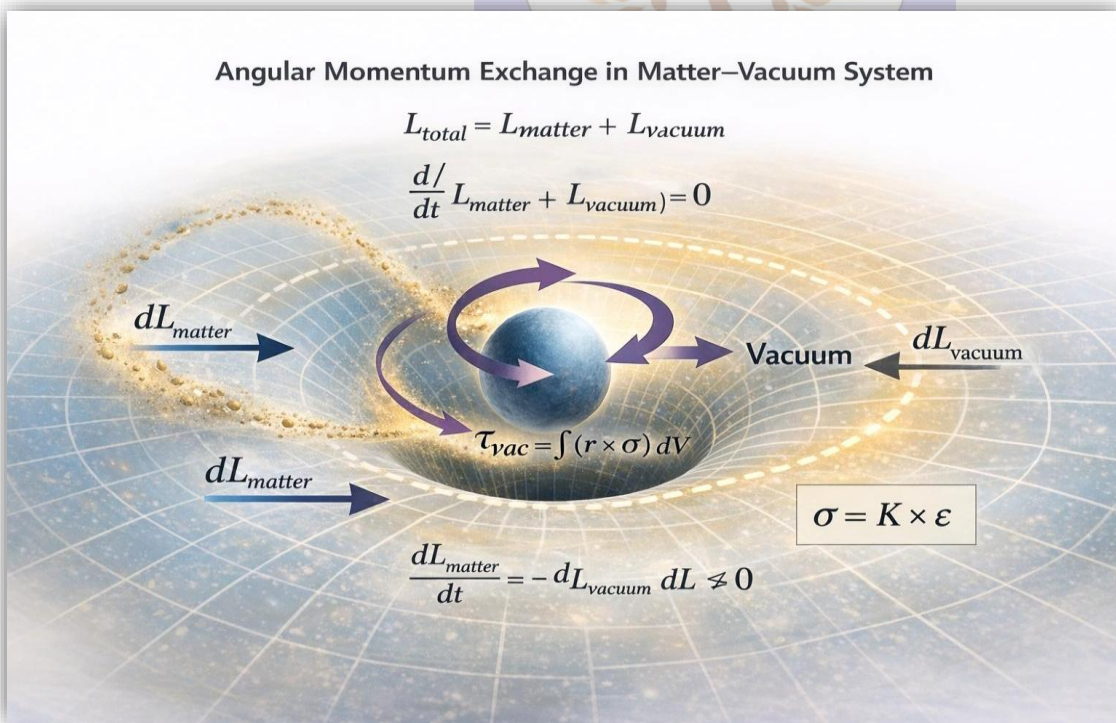 Angular Momentum Exchange in Matter–Vacuum System
L_total = L_matter + L_vacuum
d/
dt L_matter + L_vacuum) = 0
dL_matter
Vacuum
dL_vacuum
τ_vac = ∫(r × σ) dV
dL_matter
σ = K × ε
dL_matter
dt = - dL_vacuum dL ≮ 0